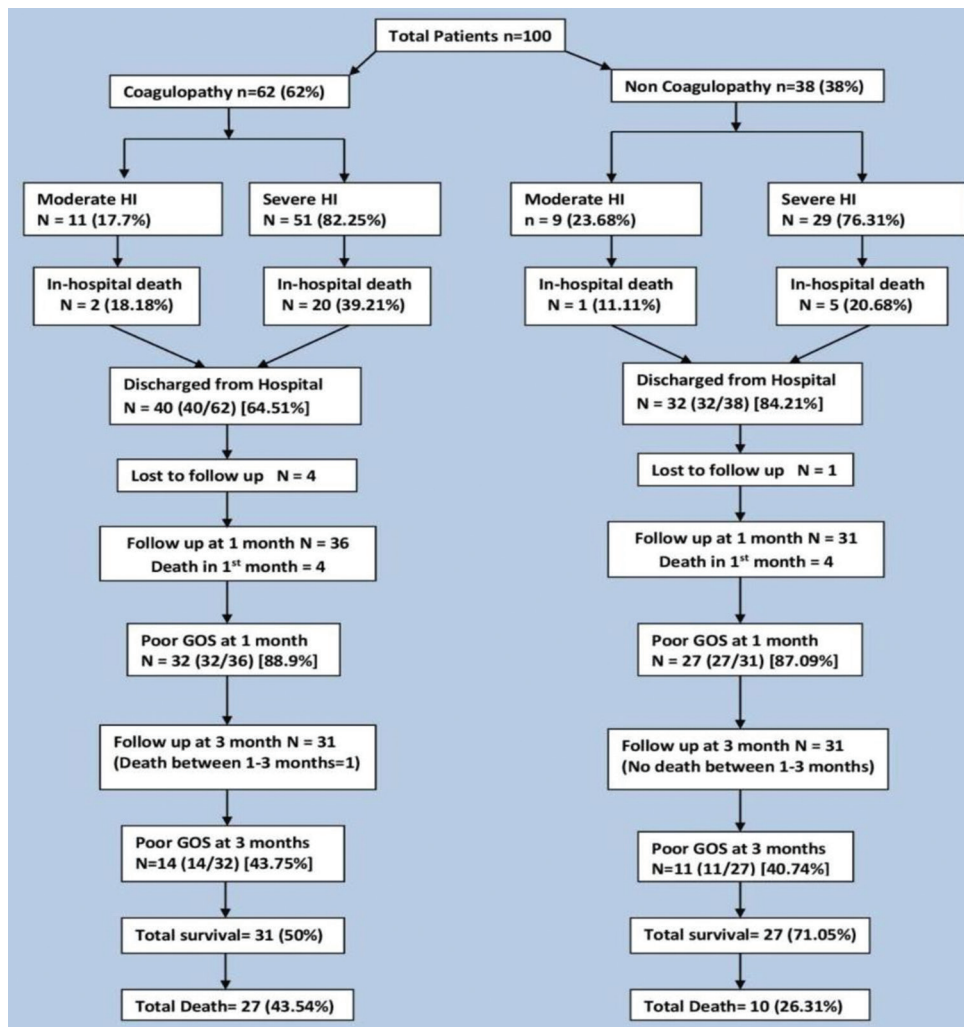 Total Patients n=100
Coagulopathy n=62 (62%)
Non Coagulopathy n=38 (38%)
Moderate HI
N = 11 (17.7%)
Severe HI
N = 51 (82.25%)
Moderate HI
n = 9 (23.68%)
Severe HI
N = 29 (76.31%)
In-hospital death
N = 2 (18.18%)
In-hospital death
N = 20 (39.21%)
In-hospital death
N = 1 (11.11%)
In-hospital death
N = 5 (20.68%)
Discharged from Hospital
N = 40 (40/62) [64.51%]
Discharged from Hospital
N = 32 (32/38) [84.21%]
Lost to follow up N = 4
Lost to follow up N = 1
Follow up at 1 month N = 36
Death in 1st month = 4
Follow up at 1 month N = 31
Death in 1st month = 4
Poor GOS at 1 month
N = 32 (32/36) [88.9%]
Poor GOS at 1 month
N = 27 (27/31) [87.09%]
Follow up at 3 month N = 31
(Death between 1-3 months=1)
Follow up at 3 month N = 31
(No death between 1-3 months)
Poor GOS at 3 months
N=14 (14/32) [43.75%]
Poor GOS at 3 months
N=11 (11/27) [40.74%]
Total survival= 31 (50%)
Total survival= 27 (71.05%)
Total Death= 27 (43.54%)
Total Death= 10 (26.31%)